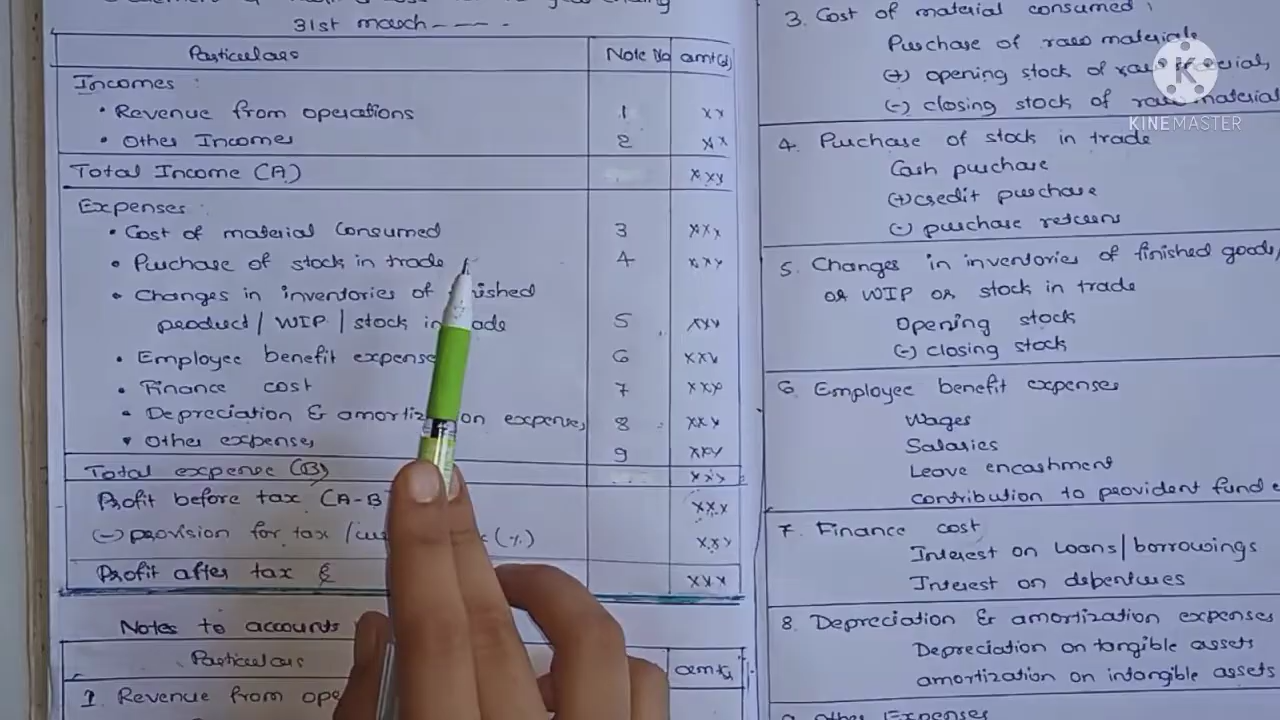 31st march - - - - .
Particulars Note No amt(₹)
Incomes :
• Revenue from operations 1 xx
• Other Incomes 2 xx
Total Income (A) xxx
Expenses :
• Cost of material consumed 3 xxx
• Purchase of stock in trade 4 xxx
• Changes in inventories of
product / WIP / stock in 5 xxx
• Employee benefit expense 6 xxx
• Finance cost 7 xxx
• Depreciation & amortization expenses 8 xxx
• Other expenses 9 xxx
Total expense (B) xxx
Profit before tax (A-B xxx
(-) provision for tax / (%) xxx
Profit after tax xxx
Notes to accounts
Particulars amt
1. Revenue from
3. Cost of material consumed :
Purchase of raw materials
(+) opening stock of raw material,
(-) closing stock of raw material
4. Purchase of stock in trade
Cash purchase
(+) credit purchase
(-) purchase return
5. Changes in inventories of finished goods/
or WIP or stock in trade
Opening stock
(-) closing stock
6. Employee benefit expenses
Wages
Salaries
Leave encashment
contribution to provident fund
7. Finance cost
Interest on Loans/borrowings
Interest on debentures
8. Depreciation & amortization expenses
Depreciation on tangible assets
amortization on intangible assets
9. Other Expenses
K
KINEMASTER